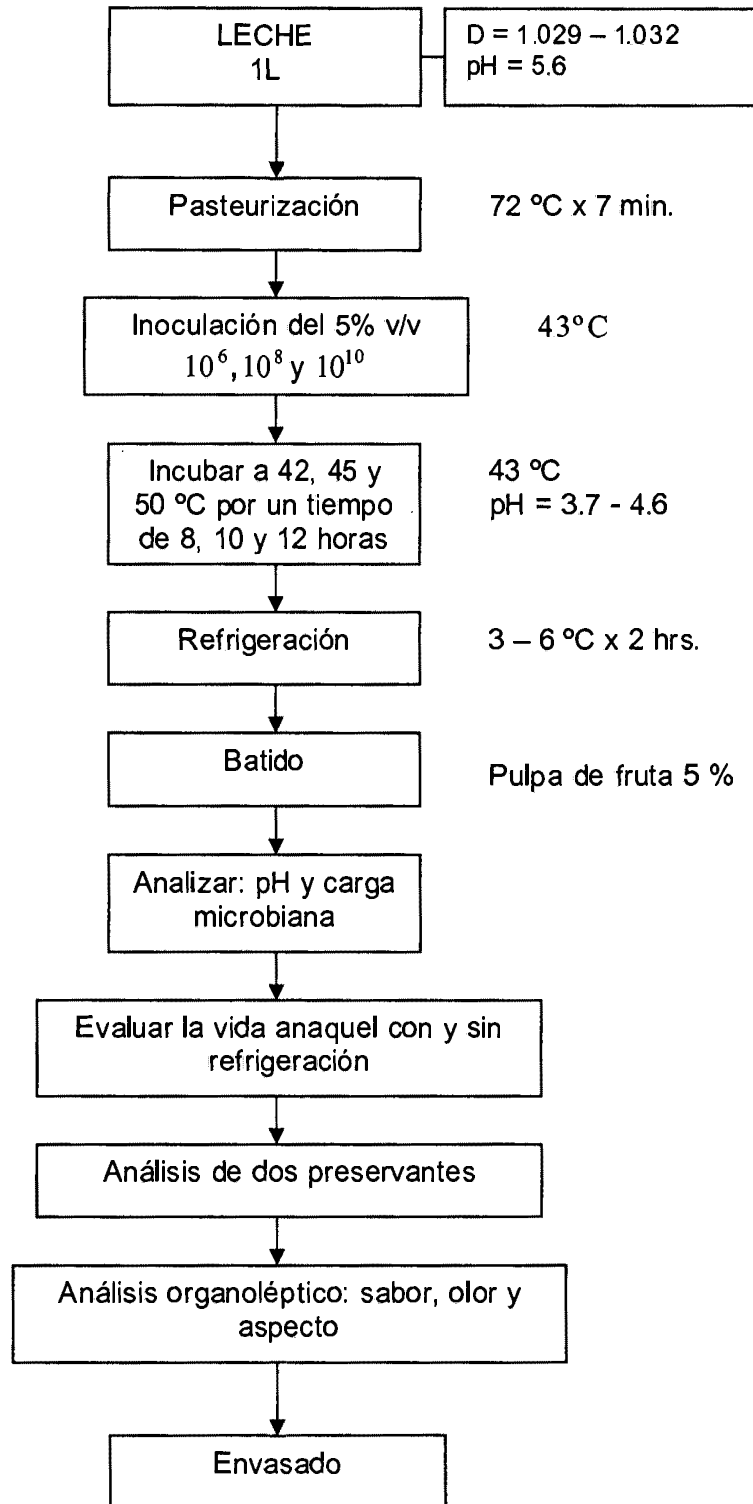 LECHE
1L
D = 1.029 – 1.032
pH = 5.6
Pasteurización
72 ºC x 7 min.
Inoculación del 5% v/v
10⁶, 10⁸ y 10¹⁰
43°C
Incubar a 42, 45 y
50 ºC por un tiempo
de 8, 10 y 12 horas
43 ºC
pH = 3.7 - 4.6
Refrigeración
3 – 6 ºC x 2 hrs.
Batido
Pulpa de fruta 5 %
Analizar: pH y carga
microbiana
Evaluar la vida anaquel con y sin
refrigeración
Análisis de dos preservantes
Análisis organoléptico: sabor, olor y
aspecto
Envasado